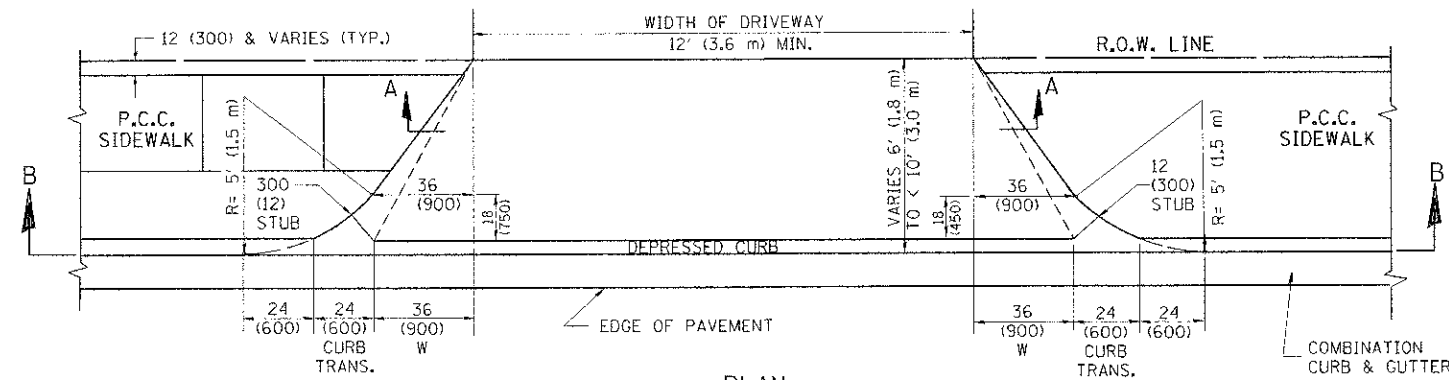 12 (300) & VARIES (TYP.)
WIDTH OF DRIVEWAY
12' (3.6 m) MIN.
R.O.W. LINE
A
A
P.C.C.
SIDEWALK
R= 5' (1.5 m)
VARIES 6' (1.8 m)
TO < 10' (3.0 m)
R= 5' (1.5 m)
P.C.C.
SIDEWALK
B
300
(12)
STUB
36
(900)
18
(750)
36
(900)
18
(450)
12
(300)
STUB
B
DEPRESSED CURB
24
(600)
24
(600)
CURB
TRANS.
36
(900)
W
EDGE OF PAVEMENT
36
(900)
W
24
(600)
CURB
TRANS.
24
(600)
COMBINATION
CURB & GUTTER
PLAN